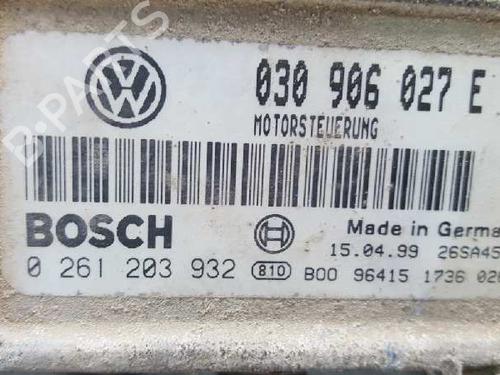 030 906 027 E
MOTORSTEUERUNG
BOSCH
Made in Germa
15.04.99 26SA45
0 261 203 932 810 B00 96415 1736 02
B-PARTS